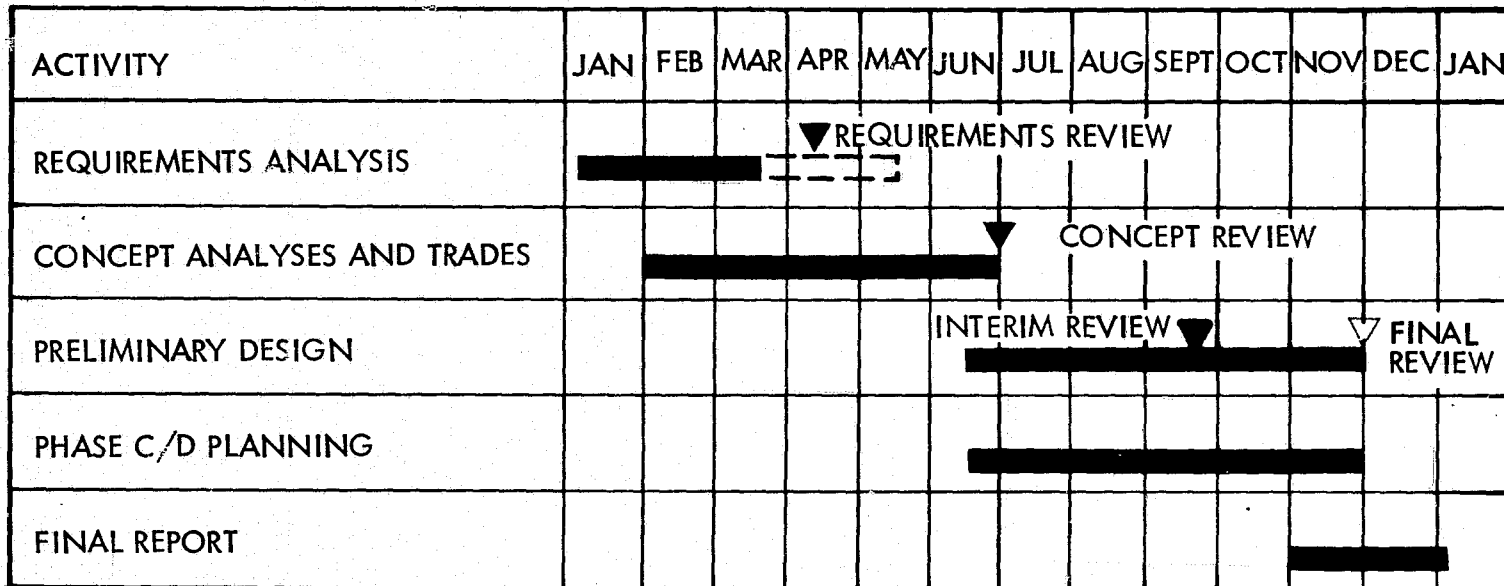 ACTIVITY JAN FEB MAR APR MAY JUN JUL AUG SEPT OCT NOV DEC JAN
REQUIREMENTS REVIEW
REQUIREMENTS ANALYSIS
CONCEPT REVIEW
CONCEPT ANALYSES AND TRADES
INTERIM REVIEW
FINAL
REVIEW
PRELIMINARY DESIGN
PHASE C/D PLANNING
FINAL REPORT